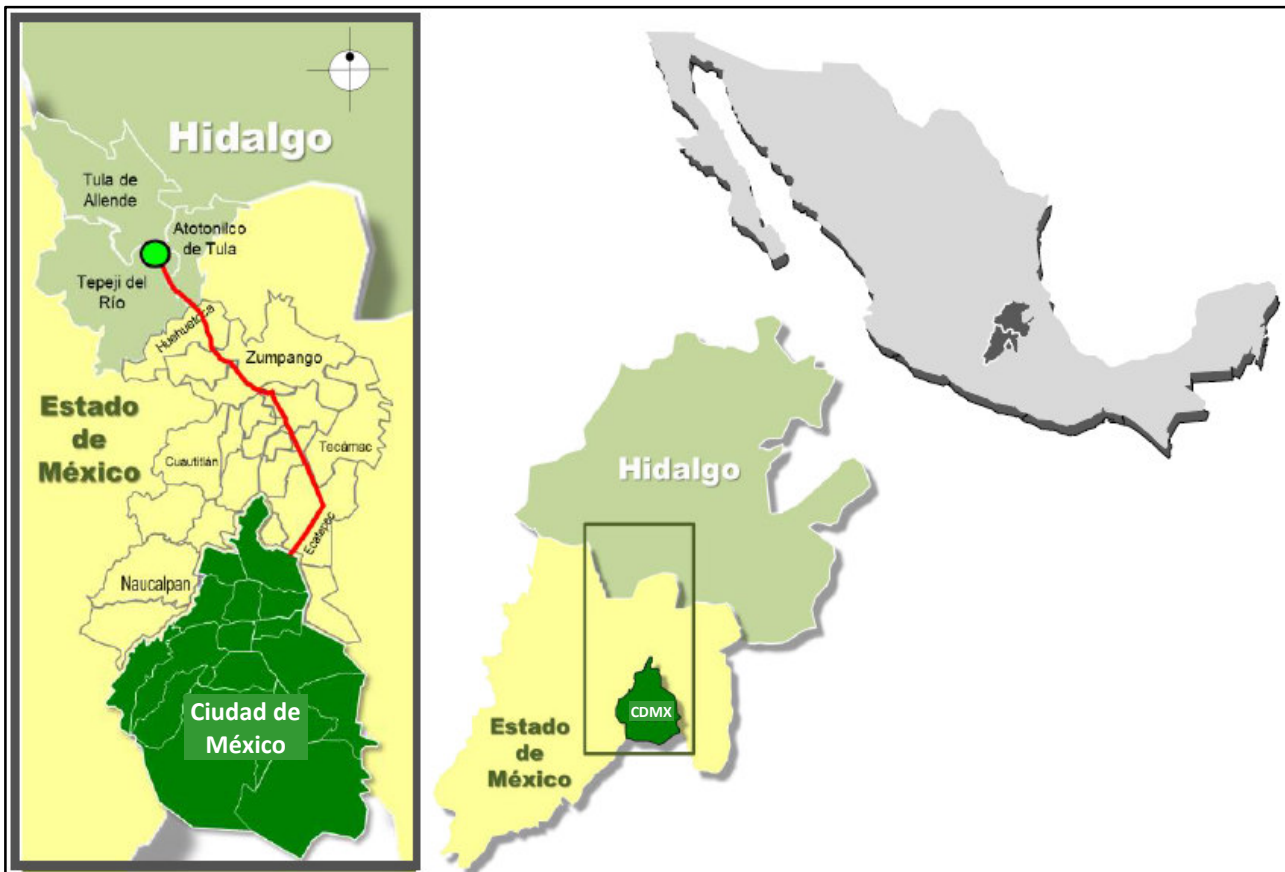 Hidalgo
Tula de
Allende
Atotonilco
de Tula
Tepeji del
Río
Huehuetoca
Zumpango
Estado
de
México
Tecámac
Cuautitlán
Ecatepec
Naucalpan
Ciudad de
México
Hidalgo
CDMX
Estado
de
México